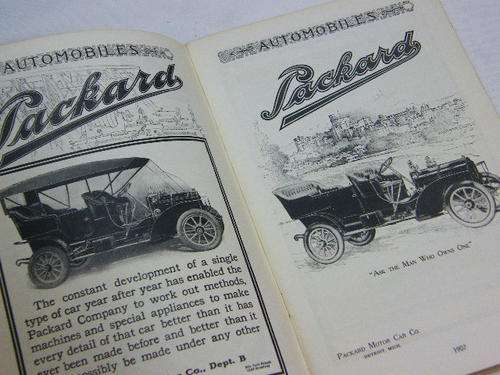 AUTOMOBILES
Packard
The constant development of a single
type of car year after year has enabled the
Packard Company to work out methods,
machines and special appliances to make
every detail of that car better than it has
ever been made before and better than it
possibly be made under any other
Co., Dept. B
AUTOMOBILES
Packard
"ASK THE MAN WHO OWNS ONE"
PACKARD MOTOR CAR CO.
DETROIT, MICH.
1907